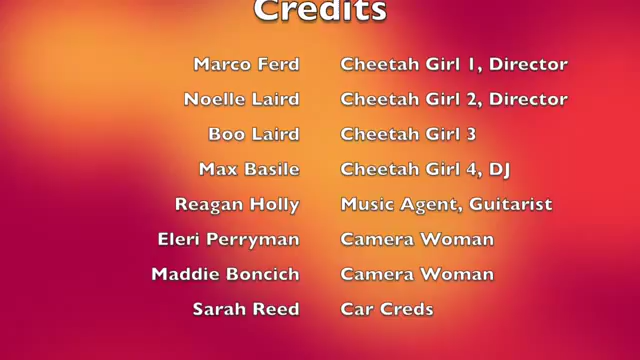 Credits
Marco Ferd Cheetah Girl 1, Director
Noelle Laird Cheetah Girl 2, Director
Boo Laird Cheetah Girl 3
Max Basile Cheetah Girl 4, DJ
Reagan Holly Music Agent, Guitarist
Eleri Perryman Camera Woman
Maddie Boncich Camera Woman
Sarah Reed Car Creds